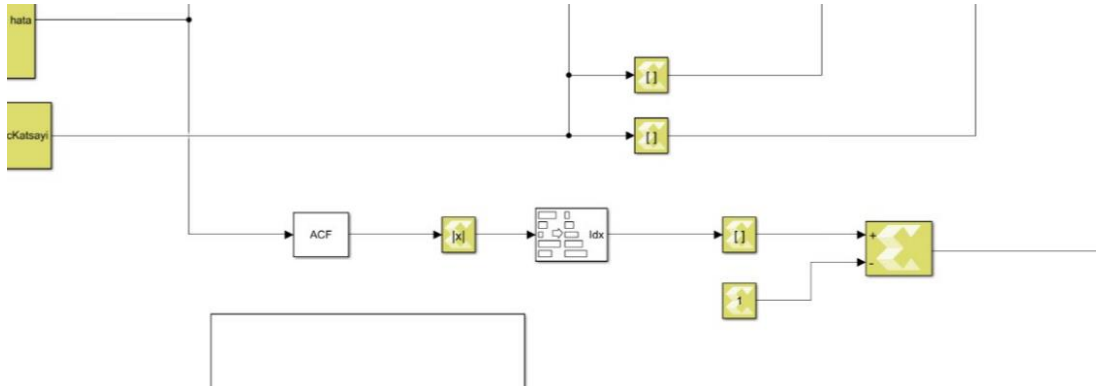 hata
[ ]
cKatsayi
[ ]
ACF
|x|
Idx
[ ]
+
-
1